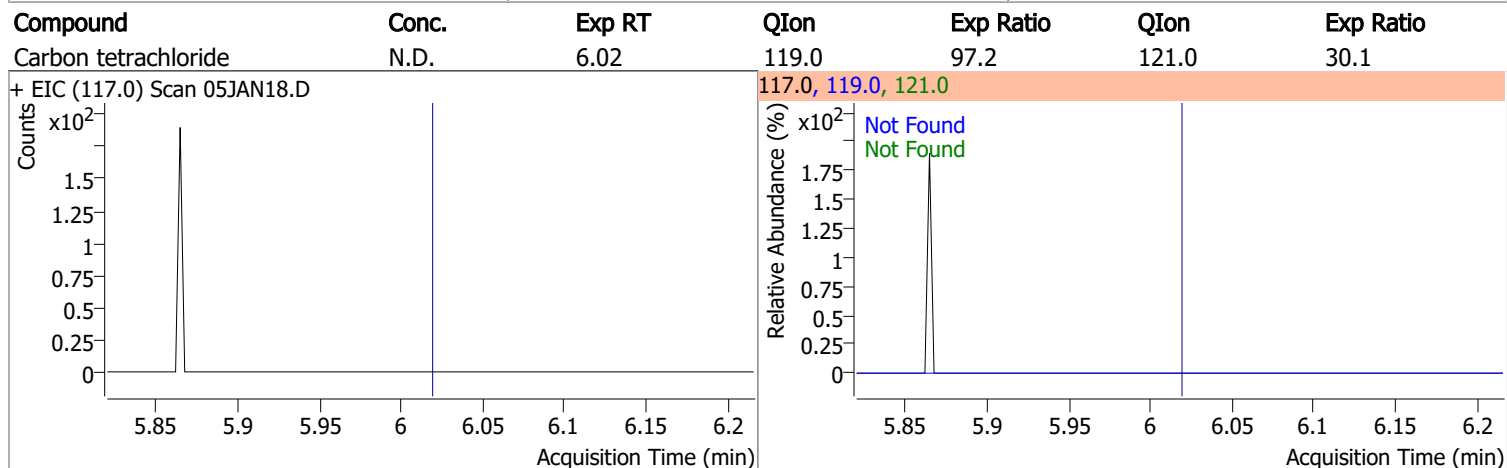 Compound Conc. Exp RT QIon Exp Ratio QIon Exp Ratio
Carbon tetrachloride N.D. 6.02 119.0 97.2 121.0 30.1
+ EIC (117.0) Scan 05JAN18.D
Counts
x10²
1.5
1.25
1
0.75
0.5
0.25
0
5.85 5.9 5.95 6 6.05 6.1 6.15 6.2
Acquisition Time (min)
117.0, 119.0, 121.0
Relative Abundance (%)
x10²
Not Found
Not Found
1.75
1.5
1.25
1
0.75
0.5
0.25
0
5.85 5.9 5.95 6 6.05 6.1 6.15 6.2
Acquisition Time (min)